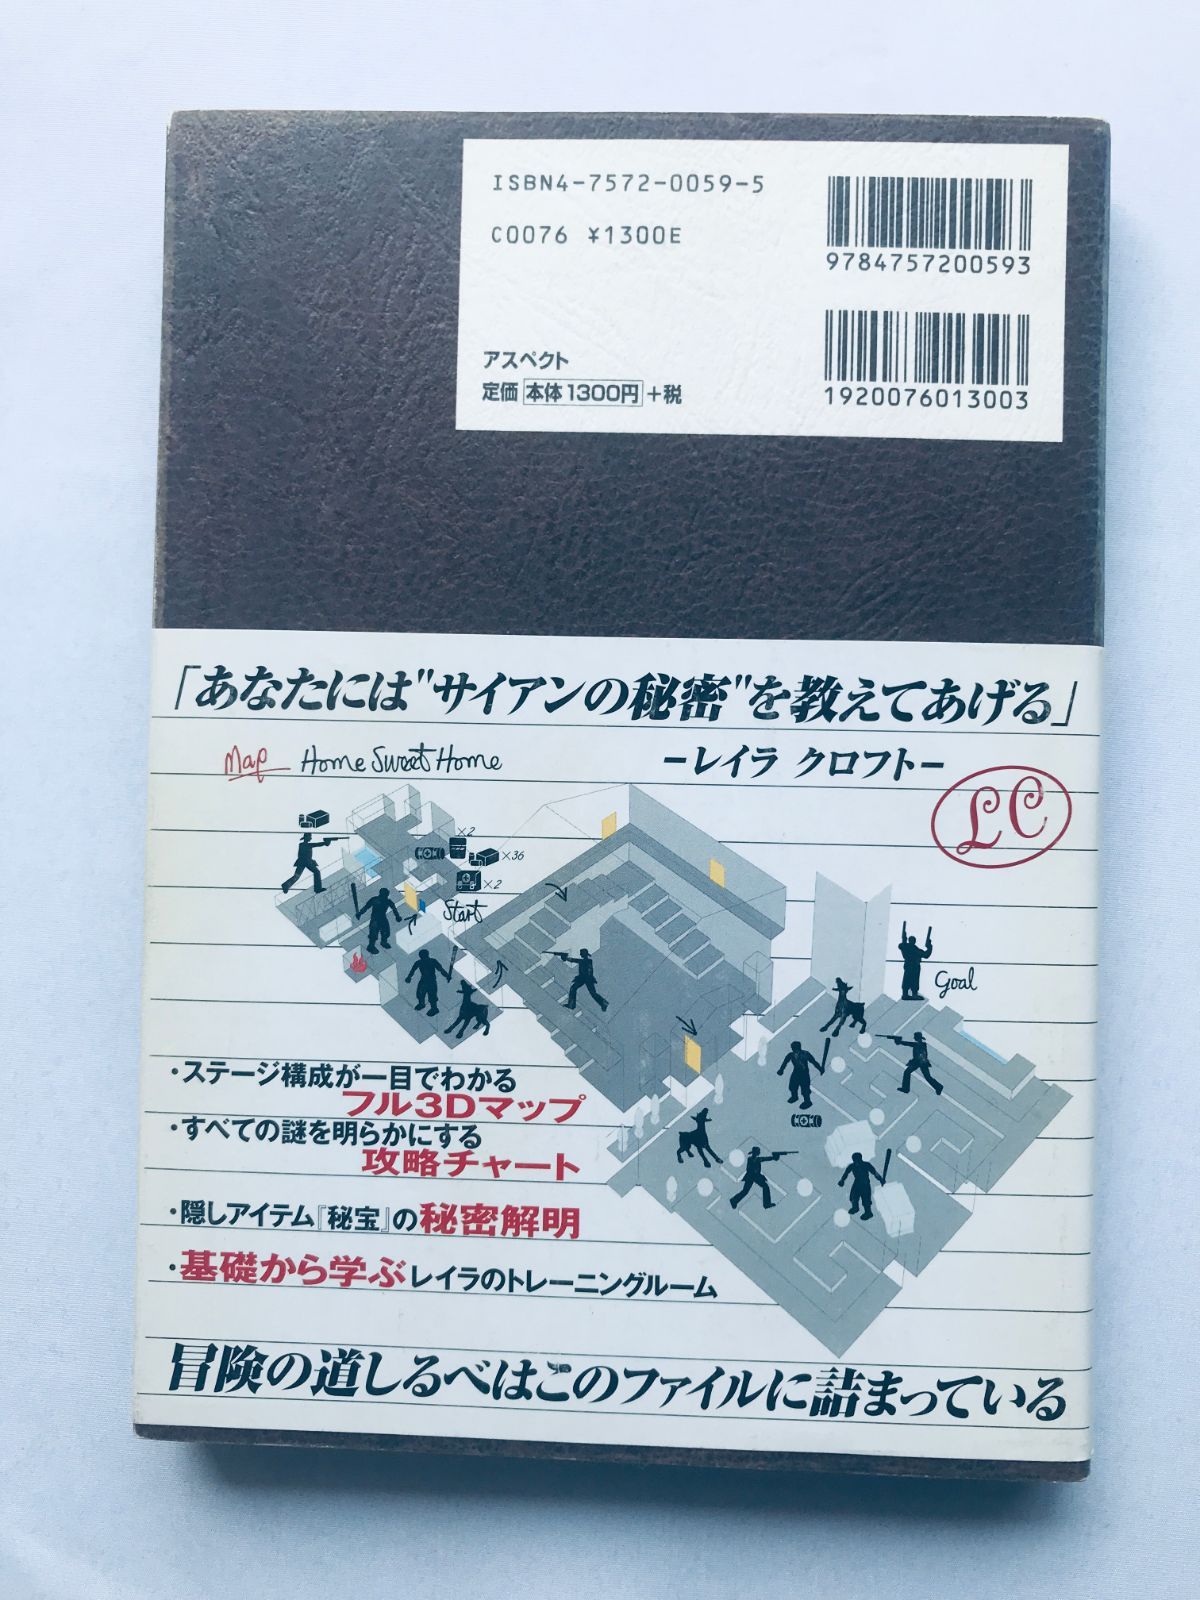 ISBN4-7572-0059-5
C0076 ¥1300E
9784757200593
アスペクト
定価 本体1300円 +税
1920076013003
「あなたには"サイアンの秘密"を教えてあげる」
−レイラ クロフト−
Map Home Sweet Home
LC
×2
×36
×2
Start
Goal
・ステージ構成が一目でわかる
フル3Dマップ
・すべての謎を明らかにする
攻略チャート
・隠しアイテム『秘宝』の秘密解明
・基礎から学ぶレイラのトレーニングルーム
冒険の道しるべはこのファイルに詰まっている